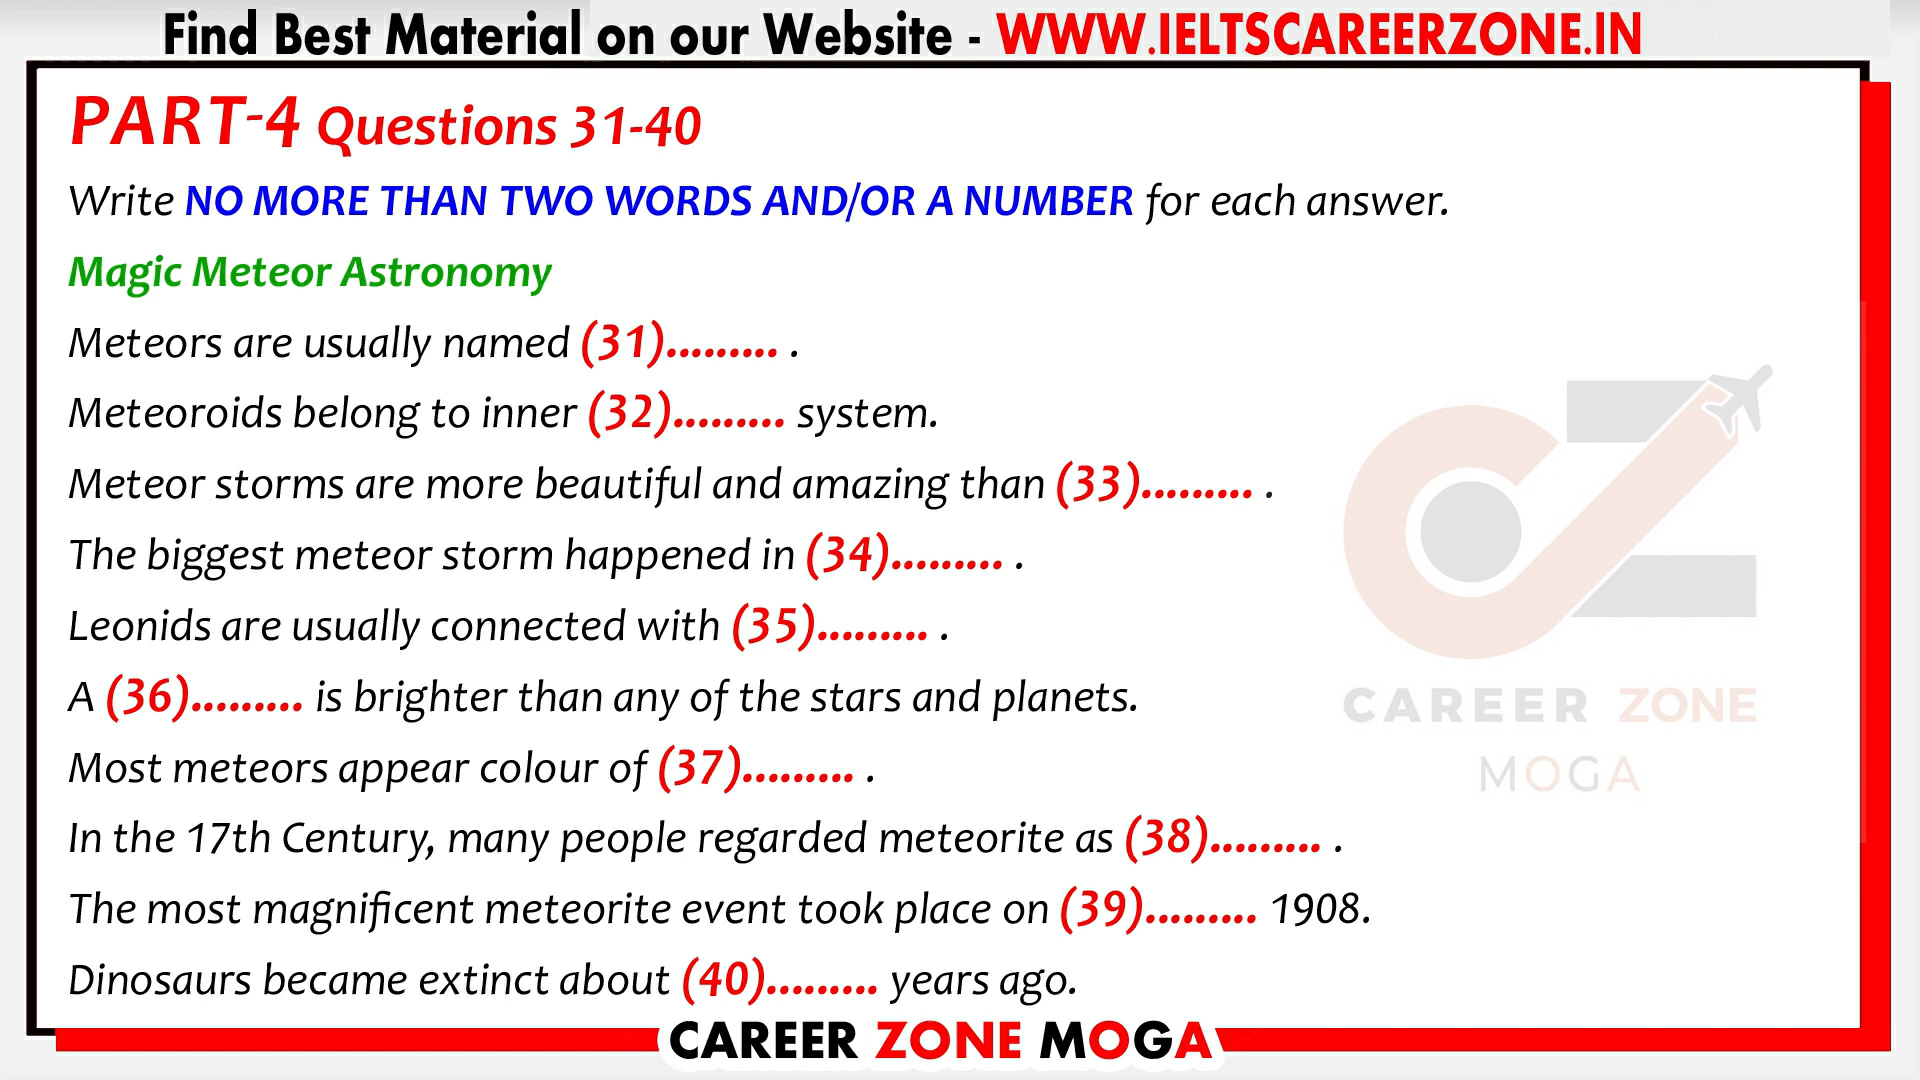 Find Best Material on our Website - WWW.IELTSCAREERZONE.IN
PART-4 Questions 31-40
Write NO MORE THAN TWO WORDS AND/OR A NUMBER for each answer.
Magic Meteor Astronomy
Meteors are usually named (31)......... .
Meteoroids belong to inner (32)......... system.
Meteor storms are more beautiful and amazing than (33)......... .
The biggest meteor storm happened in (34)......... .
Leonids are usually connected with (35)......... .
A (36)......... is brighter than any of the stars and planets.
Most meteors appear colour of (37)......... .
In the 17th Century, many people regarded meteorite as (38)......... .
The most magnificent meteorite event took place on (39)......... 1908.
Dinosaurs became extinct about (40)......... years ago.
CAREER ZONE
MOGA
CAREER ZONE MOGA